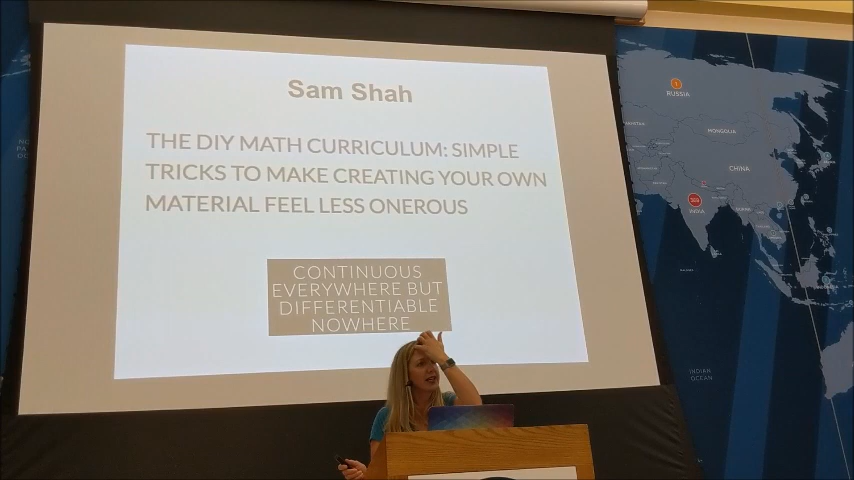 Sam Shah
THE DIY MATH CURRICULUM: SIMPLE
TRICKS TO MAKE CREATING YOUR OWN
MATERIAL FEEL LESS ONEROUS
CONTINUOUS
EVERYWHERE BUT
DIFFERENTIABLE
NOWHERE
RUSSIA
MONGOLIA
CHINA
INDIA
INDIAN
OCEAN